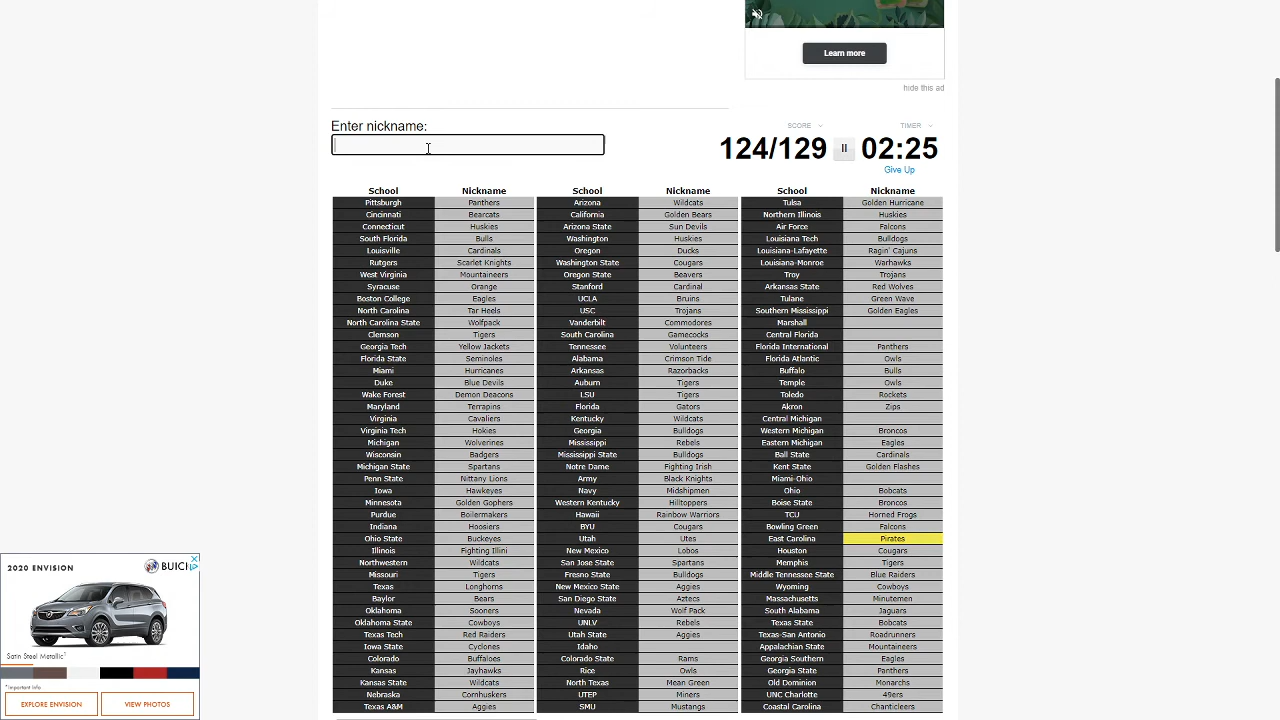 Learn more
hide this ad
Enter nickname:
SCORE
TIMER
124/129
02:25
Give Up
School Nickname School Nickname School Nickname
Pittsburgh Panthers Arizona Wildcats Tulsa Golden Hurricane
Cincinnati Bearcats California Golden Bears Northern Illinois Huskies
Connecticut Huskies Arizona State Sun Devils Air Force Falcons
South Florida Bulls Washington Huskies Louisiana Tech Bulldogs
Louisville Cardinals Oregon Ducks Louisiana-Lafayette Ragin' Cajuns
Rutgers Scarlet Knights Washington State Cougars Louisiana-Monroe Warhawks
West Virginia Mountaineers Oregon State Beavers Troy Trojans
Syracuse Orange Stanford Cardinal Arkansas State Red Wolves
Boston College Eagles UCLA Bruins Tulane Green Wave
North Carolina Tar Heels USC Trojans Southern Mississippi Golden Eagles
North Carolina State Wolfpack Vanderbilt Commodores Marshall
Clemson Tigers South Carolina Gamecocks Central Florida
Georgia Tech Yellow Jackets Tennessee Volunteers Florida International Panthers
Florida State Seminoles Alabama Crimson Tide Florida Atlantic Owls
Miami Hurricanes Arkansas Razorbacks Buffalo Bulls
Duke Blue Devils Auburn Tigers Temple Owls
Wake Forest Demon Deacons LSU Tigers Toledo Rockets
Maryland Terrapins Florida Gators Akron Zips
Virginia Cavaliers Kentucky Wildcats Central Michigan
Virginia Tech Hokies Georgia Bulldogs Western Michigan Broncos
Michigan Wolverines Mississippi Rebels Eastern Michigan Eagles
Wisconsin Badgers Mississippi State Bulldogs Ball State Cardinals
Michigan State Spartans Notre Dame Fighting Irish Kent State Golden Flashes
Penn State Nittany Lions Army Black Knights Miami-Ohio
Iowa Hawkeyes Navy Midshipmen Ohio Bobcats
Minnesota Golden Gophers Western Kentucky Hilltoppers Boise State Broncos
Purdue Boilermakers Hawaii Rainbow Warriors TCU Horned Frogs
Indiana Hoosiers BYU Cougars Bowling Green Falcons
Ohio State Buckeyes Utah Utes East Carolina Pirates
Illinois Fighting Illini New Mexico Lobos Houston Cougars
Northwestern Wildcats San Jose State Spartans Memphis Tigers
Missouri Tigers Fresno State Bulldogs Middle Tennessee State Blue Raiders
Texas Longhorns New Mexico State Aggies Wyoming Cowboys
Baylor Bears San Diego State Aztecs Massachusetts Minutemen
Oklahoma Sooners Nevada Wolf Pack South Alabama Jaguars
Oklahoma State Cowboys UNLV Rebels Texas State Bobcats
Texas Tech Red Raiders Utah State Aggies Texas-San Antonio Roadrunners
Iowa State Cyclones Idaho Appalachian State Mountaineers
Colorado Buffaloes Colorado State Rams Georgia Southern Eagles
Kansas Jayhawks Rice Owls Georgia State Panthers
Kansas State Wildcats North Texas Mean Green Old Dominion Monarchs
Nebraska Cornhuskers UTEP Miners UNC Charlotte 49ers
Texas A&M Aggies SMU Mustangs Coastal Carolina Chanticleers
2020 ENVISION
BUICK
Satin Steel Metallic¹
*Important Info
EXPLORE ENVISION
VIEW PHOTOS